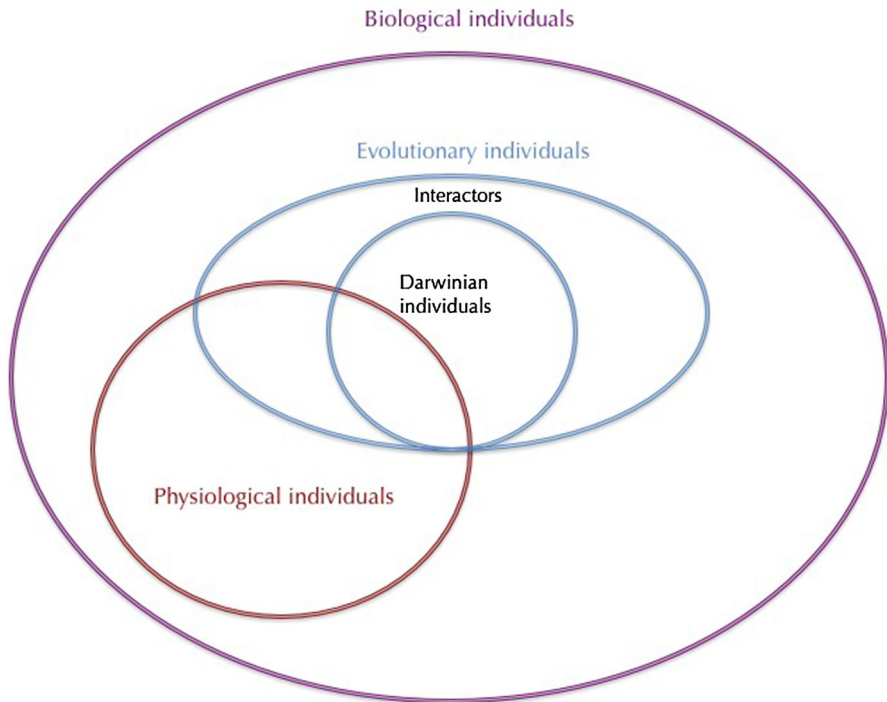 Biological individuals
Evolutionary individuals
Interactors
Darwinian
individuals
Physiological individuals